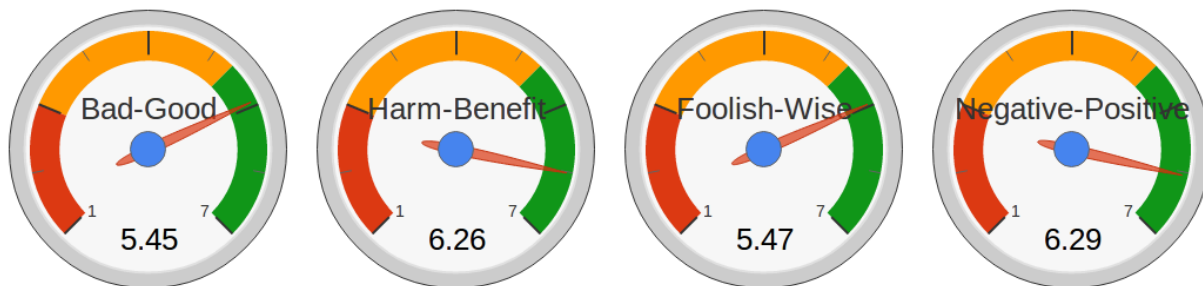 Bad-Good
1 7
5.45
Harm-Benefit
1 7
6.26
Foolish-Wise
1 7
5.47
Negative-Positive
1 7
6.29